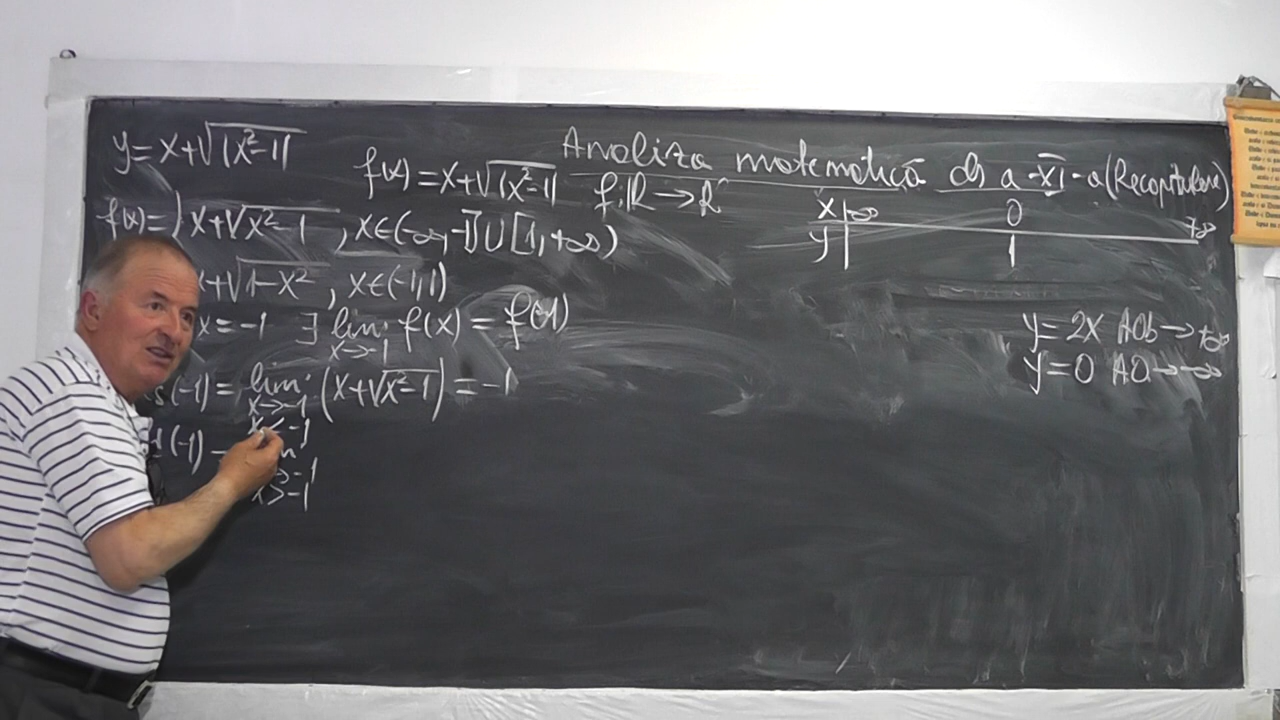 y=x+√|x²-1|
Analiza matematică cls a-XI-a (Recapitulare)
f(x)=x+√|x²-1| f:R→R
x -∞ 0 +∞
y 1
f(x)={x+√x²-1, x∈(-∞,-1]∪[1,+∞)
x+√1-x², x∈(-1,1)
x=-1 ∃ lim f(x)=f(-1)
x→-1
y=2x AOb→+∞
y=0 AO→-∞
s(-1)=lim (x+√x²-1)=-1
x→-1
x<-1
(-1)
x→-1
x>-1